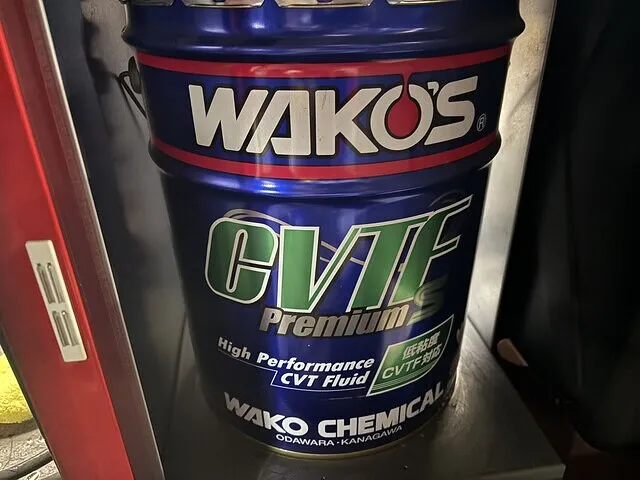 WAKO'S®
CVTF
Premium S
High Performance
CVT Fluid
低粘度
CVTF対応
WAKO CHEMICAL
ODAWARA・KANAGAWA